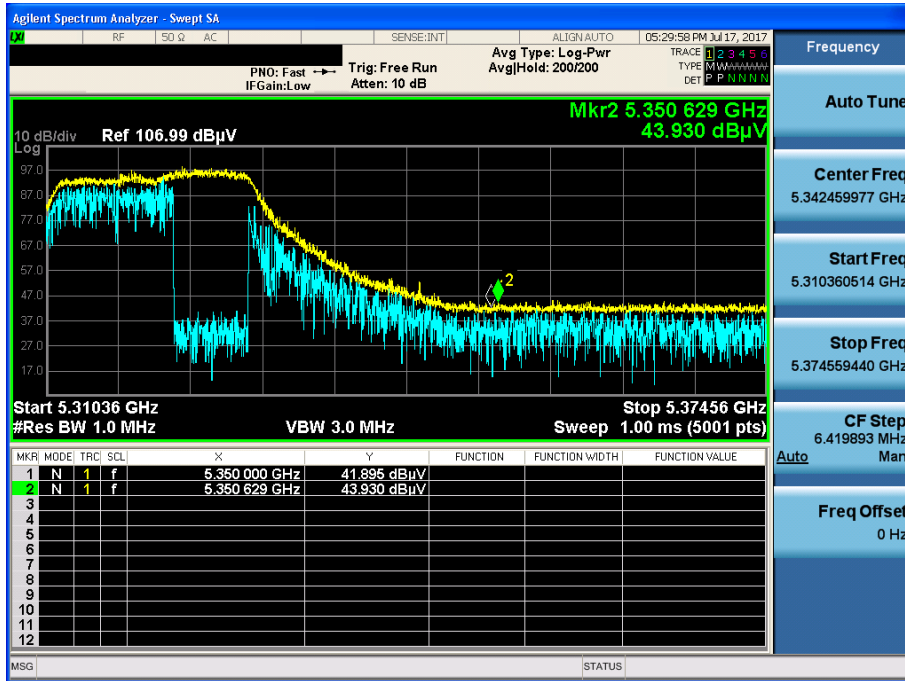 Agilent Spectrum Analyzer - Swept SA
LXI RF 50 Ω AC SENSE:INT ALIGN AUTO 05:29:58 PM Jul 17, 2017
PNO: Fast Trig: Free Run Avg Type: Log-Pwr TRACE 1 2 3 4 5 6
IFGain:Low Atten: 10 dB Avg|Hold: 200/200 TYPE M W
DET P P N N N N
Mkr2 5.350 629 GHz
43.930 dBµV
10 dB/div Ref 106.99 dBµV
Log
97.0
87.0
77.0
67.0
57.0
47.0
37.0
27.0
17.0
2
Start 5.31036 GHz Stop 5.37456 GHz
#Res BW 1.0 MHz VBW 3.0 MHz Sweep 1.00 ms (5001 pts)
MKR MODE TRC SCL X Y FUNCTION FUNCTION WIDTH FUNCTION VALUE
1 N 1 f 5.350 000 GHz 41.895 dBµV
2 N 1 f 5.350 629 GHz 43.930 dBµV
3
4
5
6
7
8
9
10
11
12
MSG STATUS
Frequency
Auto Tune
Center Freq
5.342459977 GHz
Start Freq
5.310360514 GHz
Stop Freq
5.374559440 GHz
CF Step
6.419893 MHz
Auto Man
Freq Offset
0 Hz